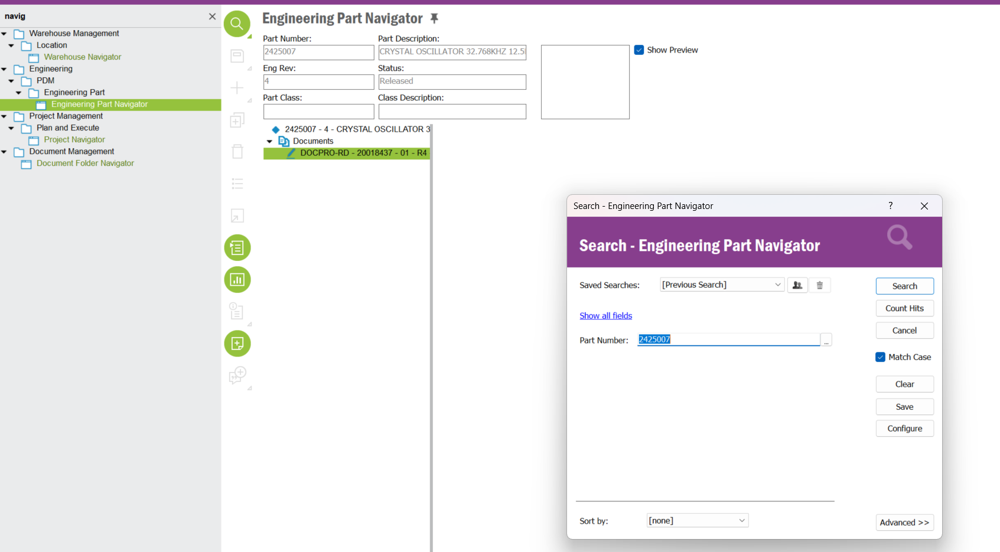 navig
Warehouse Management
Location
Warehouse Navigator
Engineering
PDM
Engineering Part
Engineering Part Navigator
Project Management
Plan and Execute
Project Navigator
Document Management
Document Folder Navigator
Engineering Part Navigator
Part Number: Part Description:
2425007 CRYSTAL OSCILLATOR 32.768KHZ 12.5
Show Preview
Eng Rev: Status:
4 Released
Part Class: Class Description:
2425007 - 4 - CRYSTAL OSCILLATOR 3
Documents
DOCPRO-RD - 20018437 - 01 - R4
Search - Engineering Part Navigator ?
Search - Engineering Part Navigator
Saved Searches: [Previous Search]
Search
Count Hits
Show all fields
Cancel
Part Number: 2425007 ...
Match Case
Clear
Save
Configure
Sort by: [none]
Advanced >>